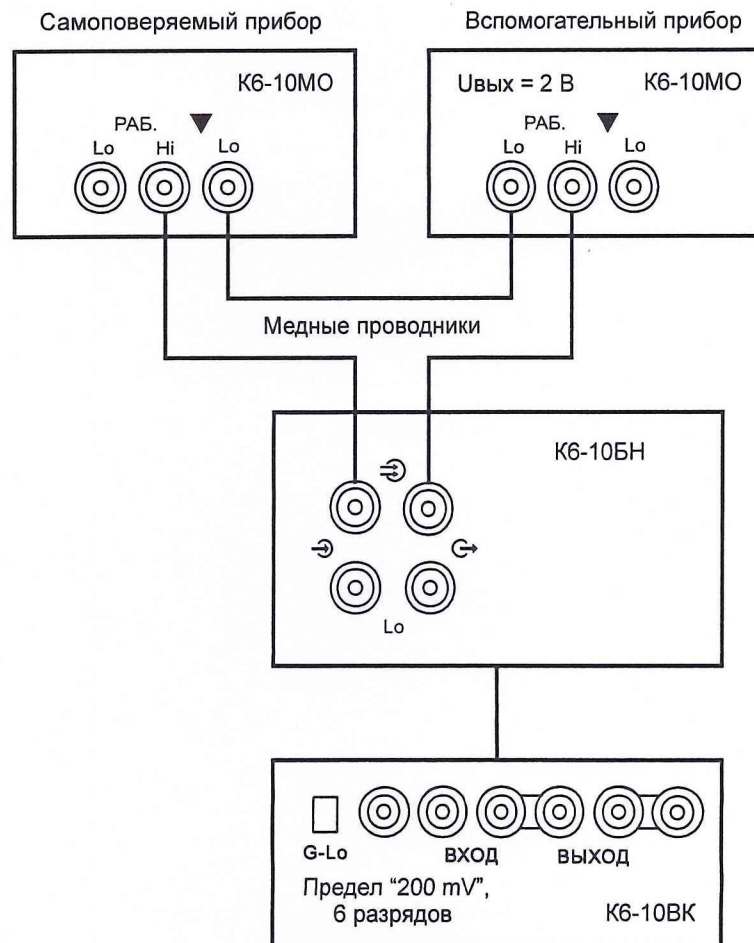 Самоповеряемый прибор
Вспомогательный прибор
К6-10МО
Uвых = 2 В К6-10МО
РАБ.
Lo Hi Lo
РАБ.
Lo Hi Lo
Медные проводники
К6-10БН
Lo
G-Lo ВХОД ВЫХОД
Предел “200 mV”,
6 разрядов К6-10ВК